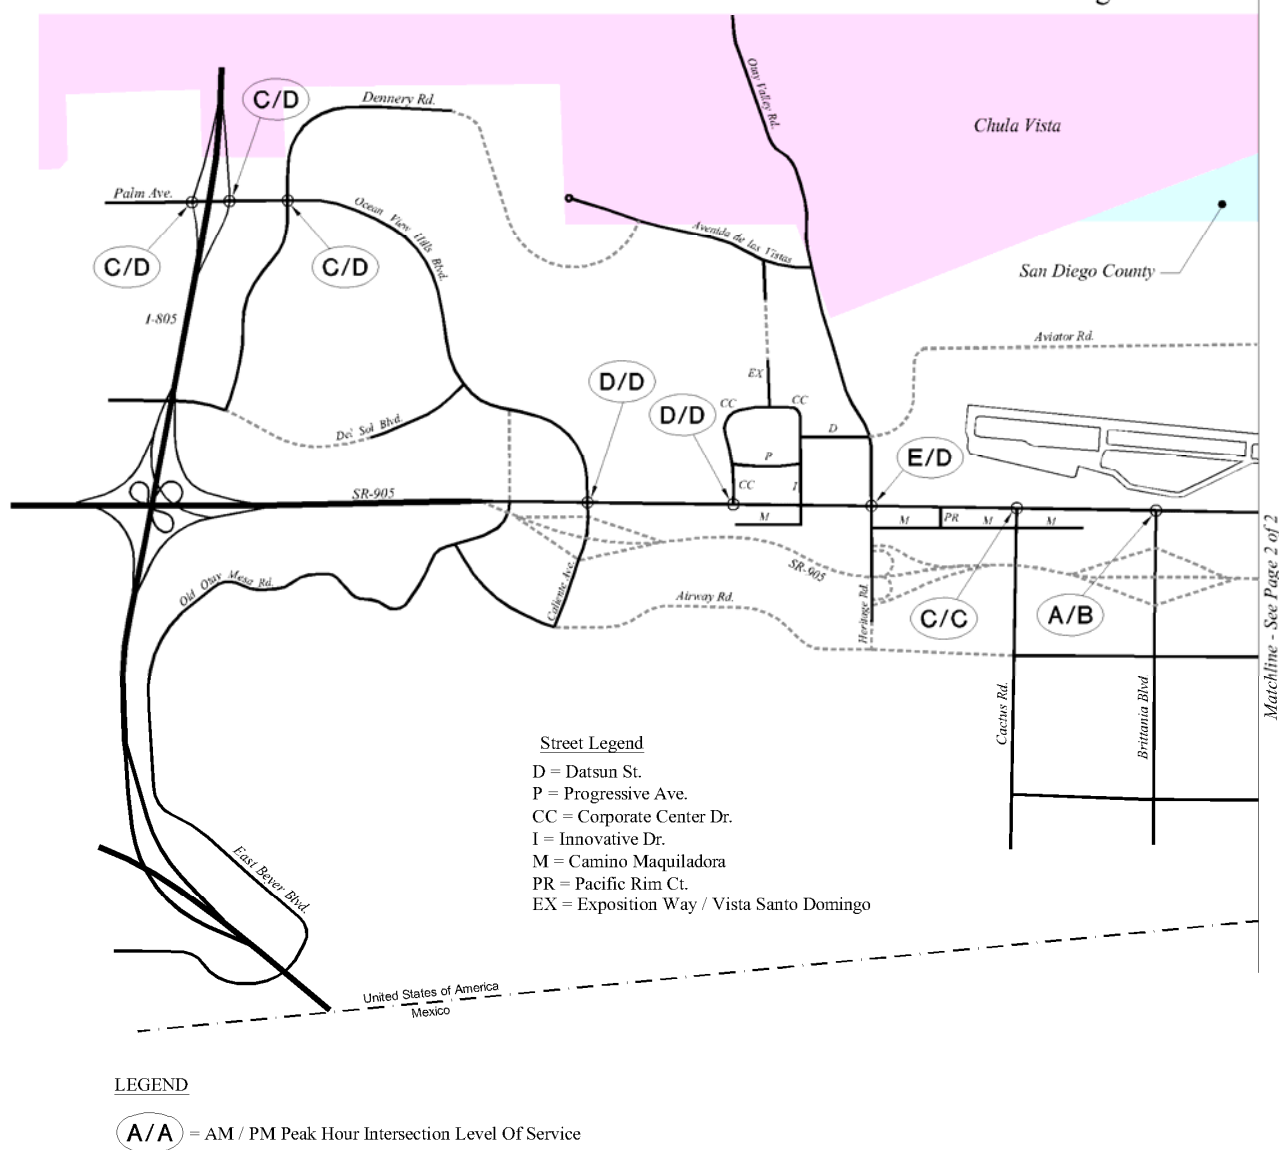 C/D
Dennery Rd.
Otay Valley Rd.
Chula Vista
Palm Ave.
Ocean View Hills Blvd.
Avenida de las Vistas
C/D
C/D
San Diego County
I-805
Aviator Rd.
EX
D/D
CC
CC
D/D
D
Del Sol Blvd.
P
E/D
CC
I
SR-905
M
M
PR
M
M
Matchline - See Page 2 of 2
SR-905
Old Otay Mesa Rd.
Caliente Ave.
Airway Rd.
Heritage Rd.
C/C
A/B
Cactus Rd.
Brittania Blvd
Street Legend
D = Datsun St.
P = Progressive Ave.
CC = Corporate Center Dr.
I = Innovative Dr.
M = Camino Maquiladora
PR = Pacific Rim Ct.
EX = Exposition Way / Vista Santo Domingo
East Beyer Blvd.
United States of America
Mexico
LEGEND
A/A = AM / PM Peak Hour Intersection Level Of Service